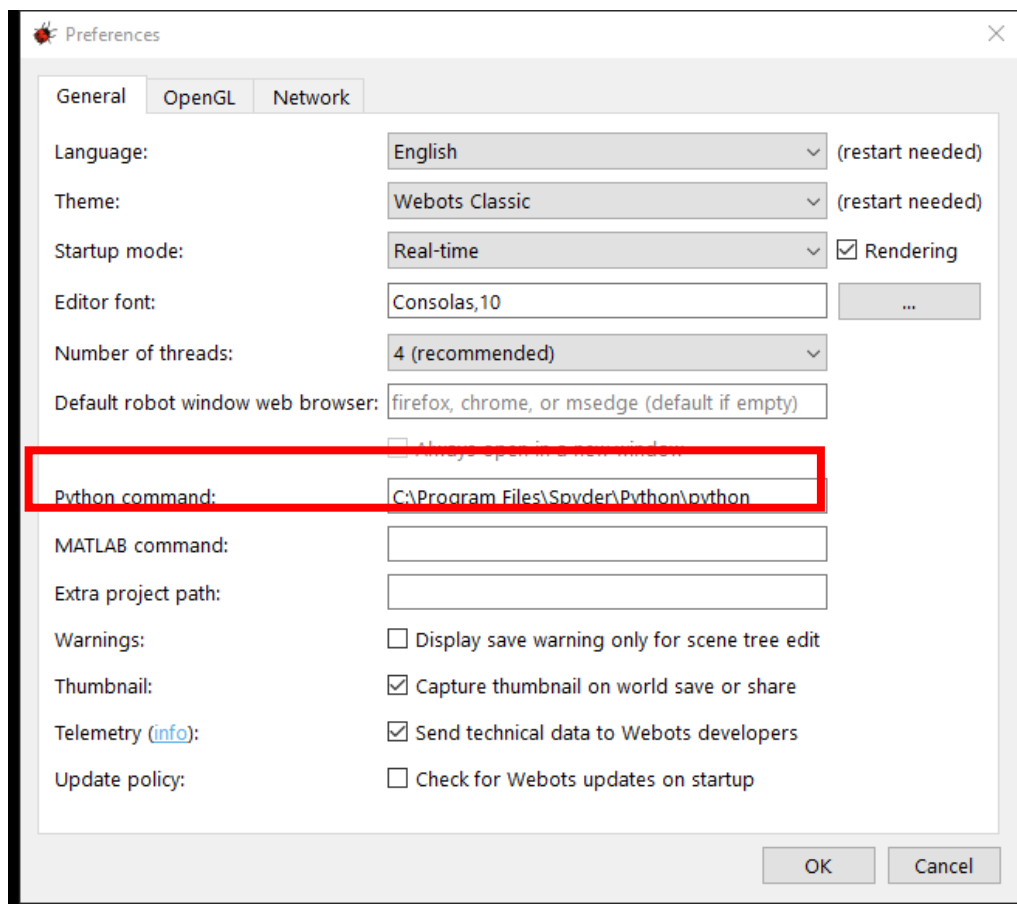 Preferences
General OpenGL Network
Language: English (restart needed)
Theme: Webots Classic (restart needed)
Startup mode: Real-time Rendering
Editor font: Consolas,10 ...
Number of threads: 4 (recommended)
Default robot window web browser: firefox, chrome, or msedge (default if empty)
Always open in a new window
Python command: C:\Program Files\Spyder\Python\python
MATLAB command:
Extra project path:
Warnings: Display save warning only for scene tree edit
Thumbnail: Capture thumbnail on world save or share
Telemetry (info): Send technical data to Webots developers
Update policy: Check for Webots updates on startup
OK Cancel